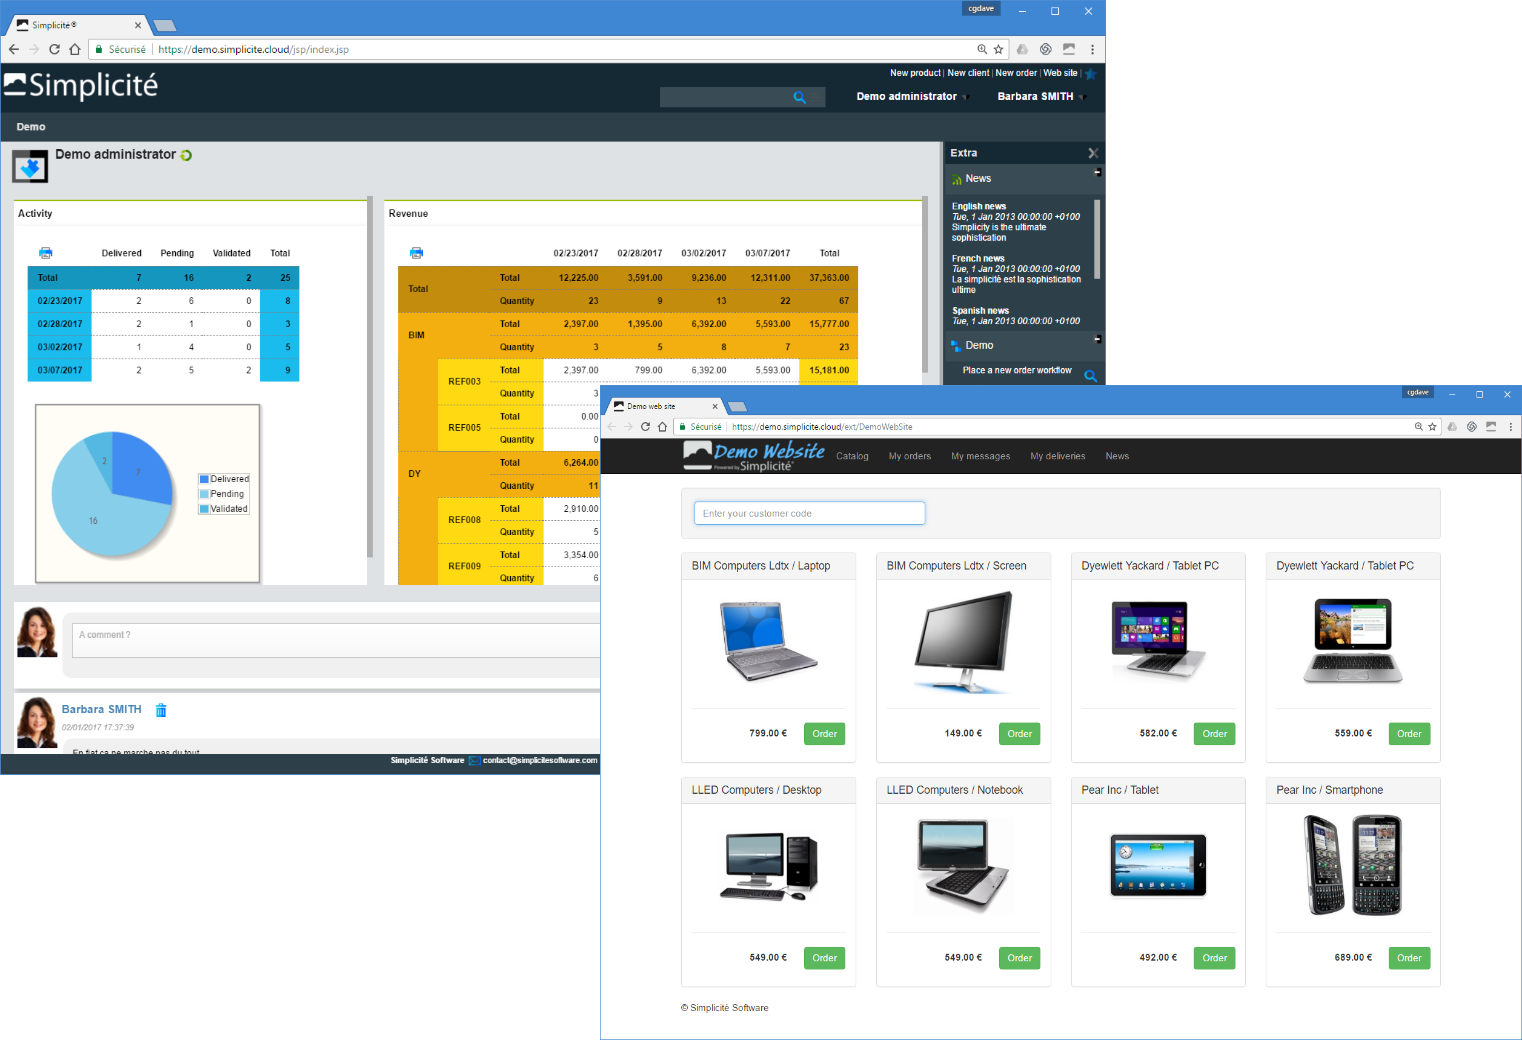 cgdave
Simplicité®
Sécurisé https://demo.simplicite.cloud/jsp/index.jsp
Simplicité
New product | New client | New order | Web site |
Demo administrator Barbara SMITH
Demo
Demo administrator
Activity
Delivered Pending Validated Total
Total 7 16 2 25
02/23/2017 2 6 0 8
02/28/2017 2 1 0 3
03/02/2017 1 4 0 5
03/07/2017 2 5 2 9
2
7
16
Delivered
Pending
Validated
Revenue
02/23/2017 02/28/2017 03/02/2017 03/07/2017 Total
Total Total 12,225.00 3,591.00 9,236.00 12,311.00 37,363.00
Quantity 23 9 13 22 67
BIM Total 2,397.00 1,395.00 6,392.00 5,593.00 15,777.00
Quantity 3 5 8 7 23
REF003 Total 2,397.00 799.00 6,392.00 5,593.00 15,181.00
Quantity 3
REF005 Total 0.00
Quantity 0
DY Total 6,264.00
Quantity 11
REF008 Total 2,910.00
Quantity 5
REF009 Total 3,354.00
Quantity 6
Extra
News
English news
Tue, 1 Jan 2013 00:00:00 +0100
Simplicity is the ultimate
sophistication
French news
Tue, 1 Jan 2013 00:00:00 +0100
La simplicité est la sophistication
ultime
Spanish news
Tue, 1 Jan 2013 00:00:00 +0100
Demo
Place a new order workflow
A comment ?
Barbara SMITH
02/01/2017 17:37:39
En fiat ca ne marche pas du tout
Simplicité Software contact@simplicitesoftware.com
cgdave
Demo web site
Sécurisé https://demo.simplicite.cloud/ext/DemoWebSite
Demo Website
Powered by Simplicité®
Catalog My orders My messages My deliveries News
Enter your customer code
BIM Computers Ldtx / Laptop
799.00 € Order
BIM Computers Ldtx / Screen
149.00 € Order
Dyewlett Yackard / Tablet PC
582.00 € Order
Dyewlett Yackard / Tablet PC
559.00 € Order
LLED Computers / Desktop
549.00 € Order
LLED Computers / Notebook
549.00 € Order
Pear Inc / Tablet
492.00 € Order
Pear Inc / Smartphone
689.00 € Order
© Simplicité Software